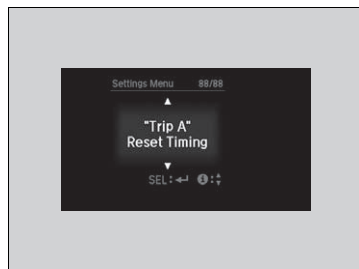 Settings Menu 88/88
"Trip A"
Reset Timing
SEL: ↵ i: